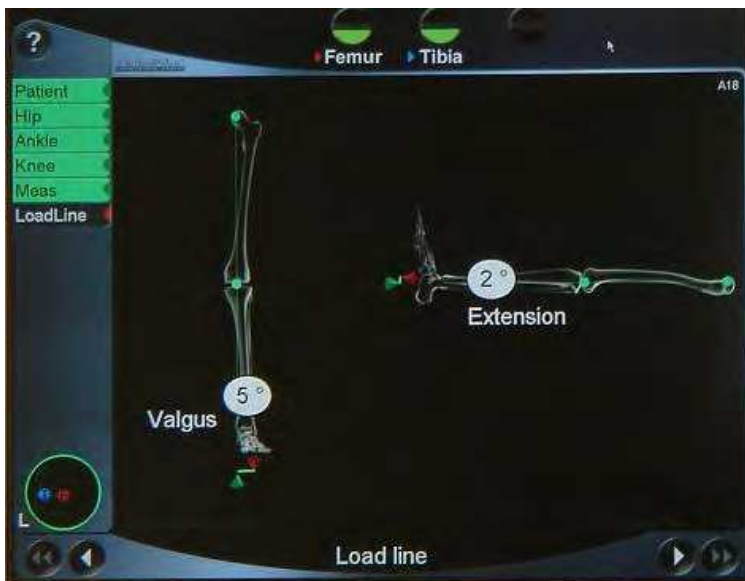 ?
Femur Tibia
A18
Patient
Hip
Ankle
Knee
Meas
LoadLine
2 °
Extension
5 °
Valgus
L
Load line